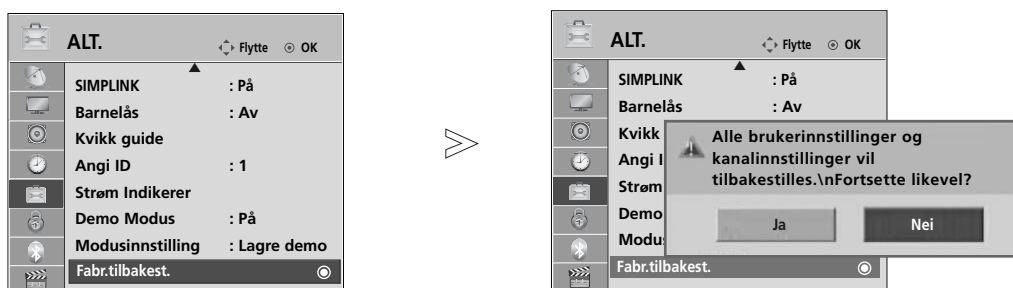 ALT.
Flytte OK
SIMPLINK : På
Barnelås : Av
Kvikk guide
Angi ID : 1
Strøm Indikerer
Demo Modus : På
Modusinnstilling : Lagre demo
Fabr.tilbakest.
ALT.
Flytte OK
SIMPLINK : På
Barnelås : Av
Kvikk
Angi I
Strøm
Demo
Modus
Fabr.tilbakest.
Alle brukerinnstillinger og
kanalinnstillinger vil
tilbakestilles.\nFortsette likevel?
Ja Nei